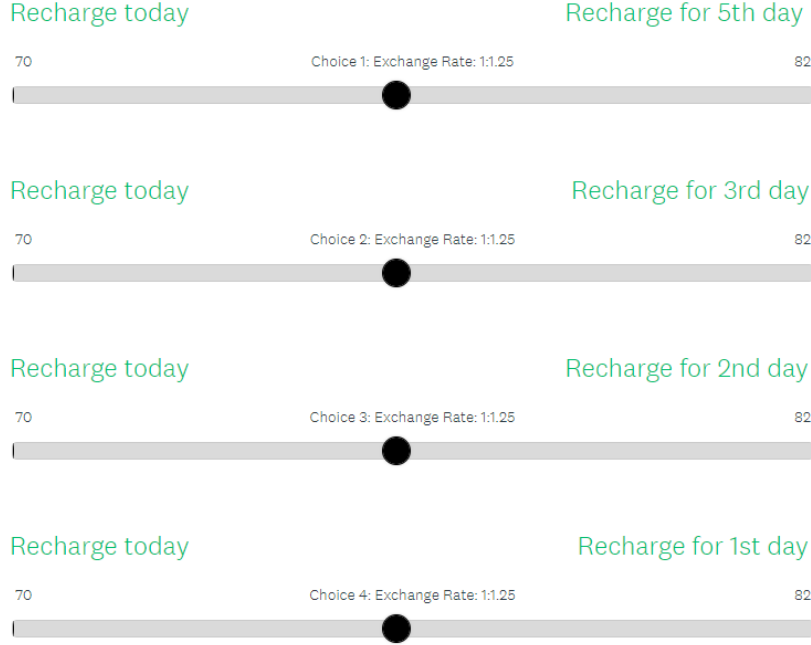 Recharge today Recharge for 5th day
70 Choice 1: Exchange Rate: 1:1.25 82
Recharge today Recharge for 3rd day
70 Choice 2: Exchange Rate: 1:1.25 82
Recharge today Recharge for 2nd day
70 Choice 3: Exchange Rate: 1:1.25 82
Recharge today Recharge for 1st day
70 Choice 4: Exchange Rate: 1:1.25 82